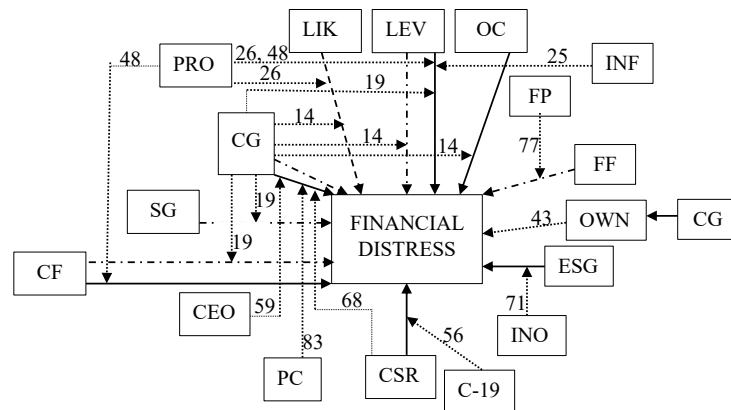 LIK
LEV
OC
48
PRO
26, 48
25
INF
26
19
FP
14
CG
14
77
14
FF
SG
19
FINANCIAL
DISTRESS
43
OWN
CG
19
CF
ESG
CEO
59
68
71
INO
83
56
PC
CSR
C-19